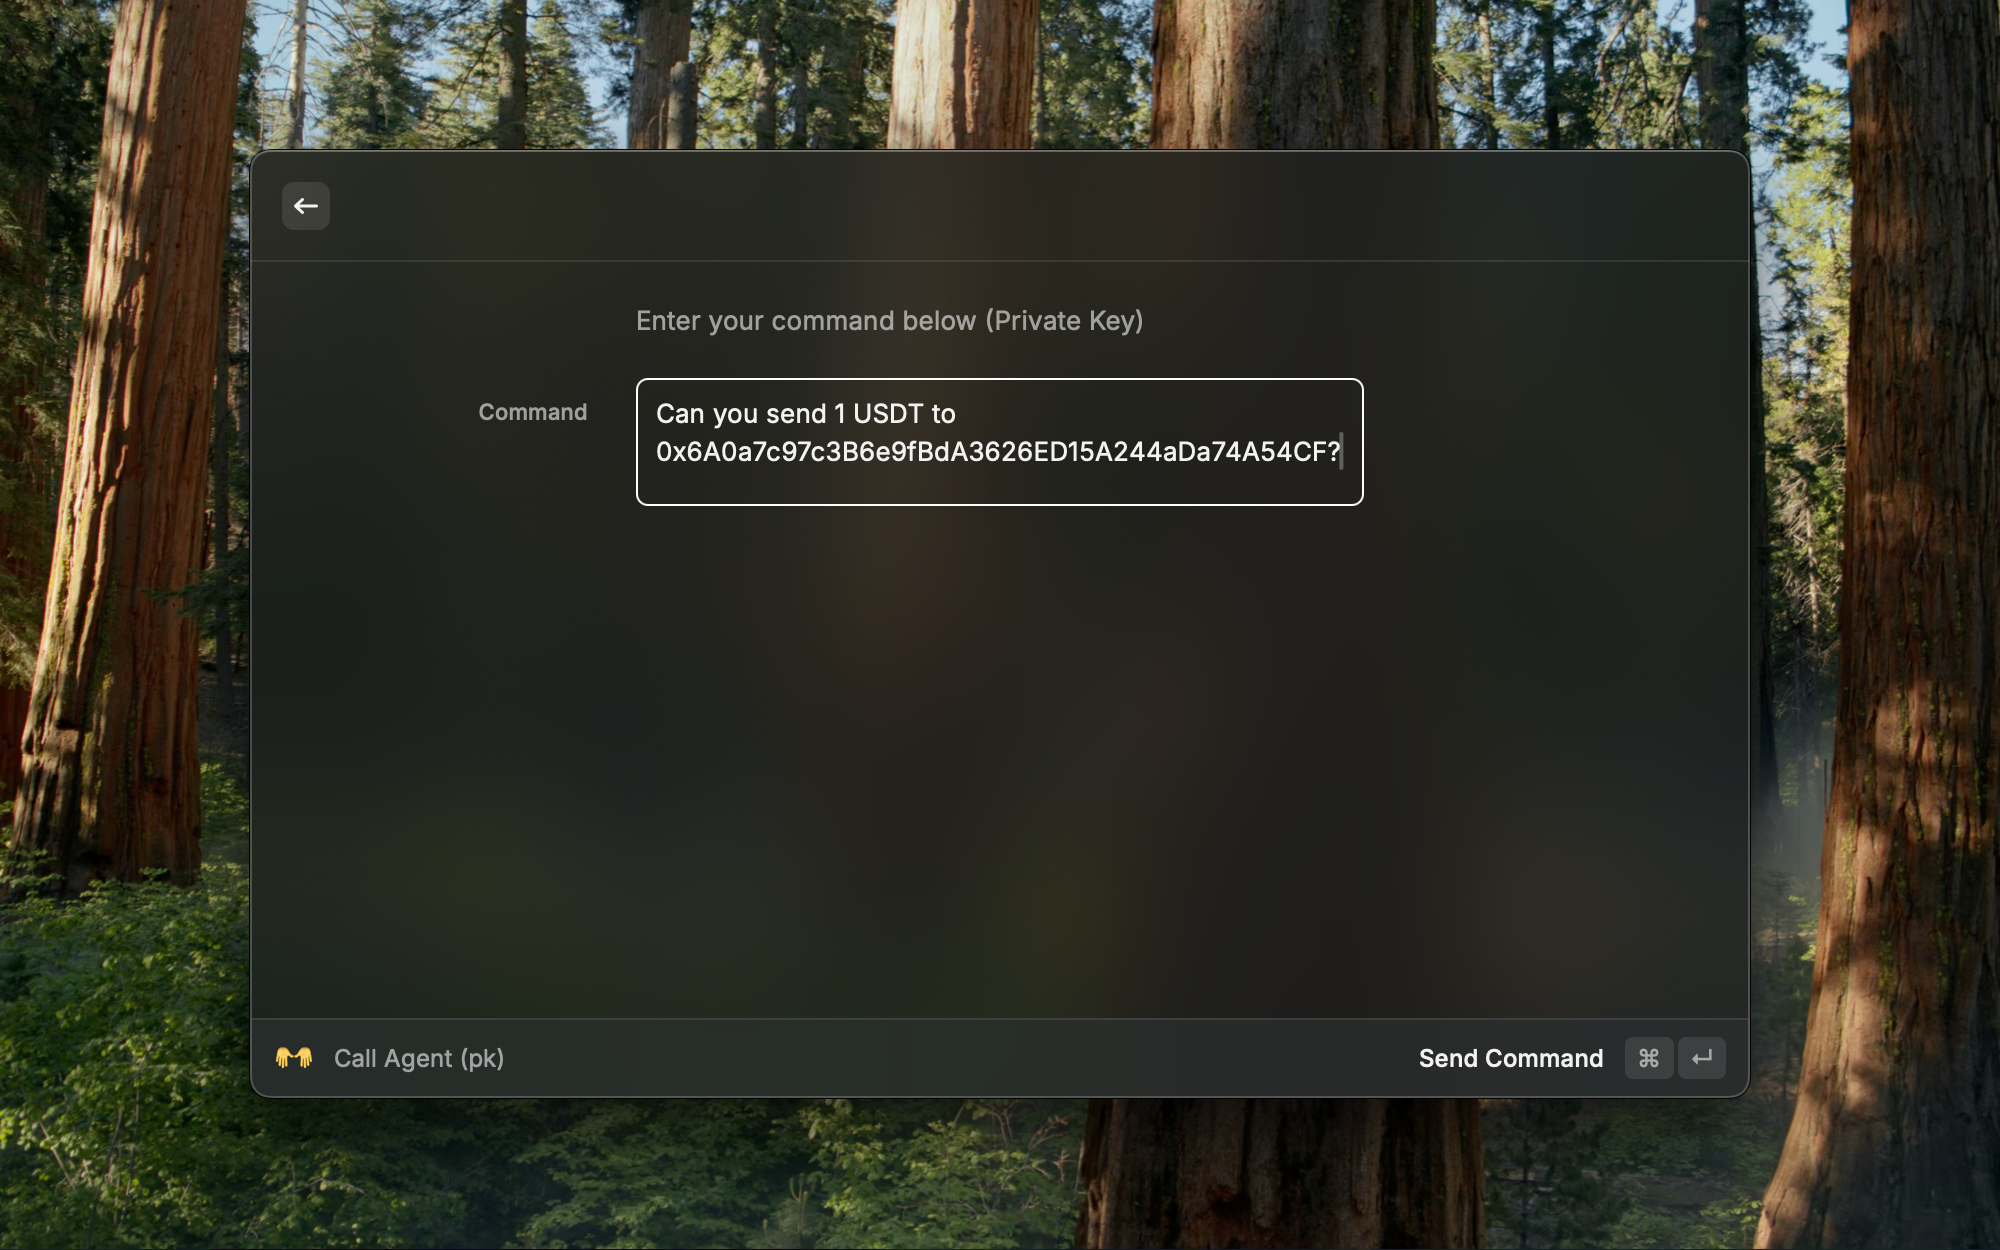 Enter your command below (Private Key)
Command
Can you send 1 USDT to
0x6A0a7c97c3B6e9fBdA3626ED15A244aDa74A54CF?
Call Agent (pk)
Send Command ⌘ ↵